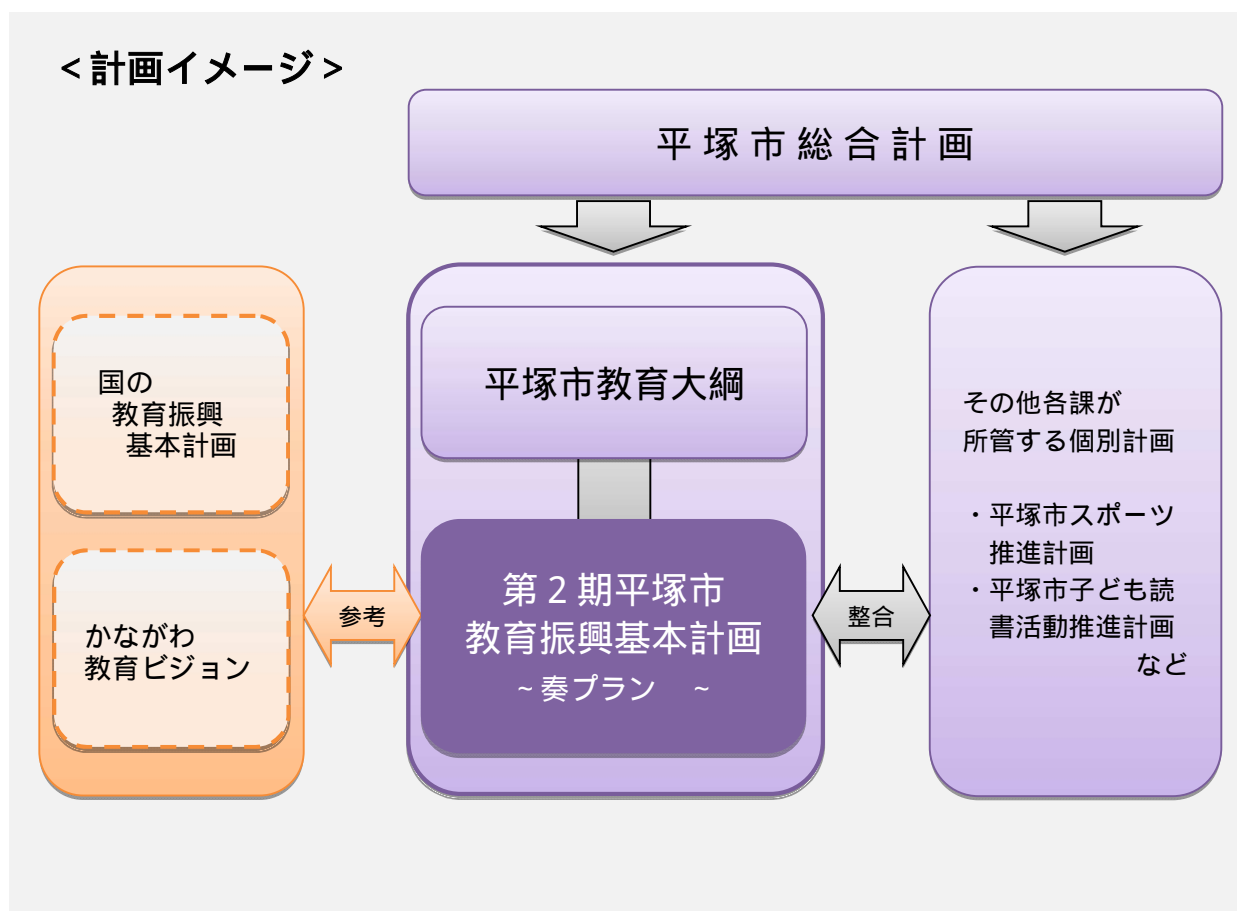 <計画イメージ>
平塚市総合計画
国の
教育振興
基本計画
かながわ
教育ビジョン
参考
平塚市教育大綱
第2期平塚市
教育振興基本計画
~奏プラン ~
整合
その他各課が
所管する個別計画
・平塚市スポーツ
推進計画
・平塚市子ども読
書活動推進計画
など